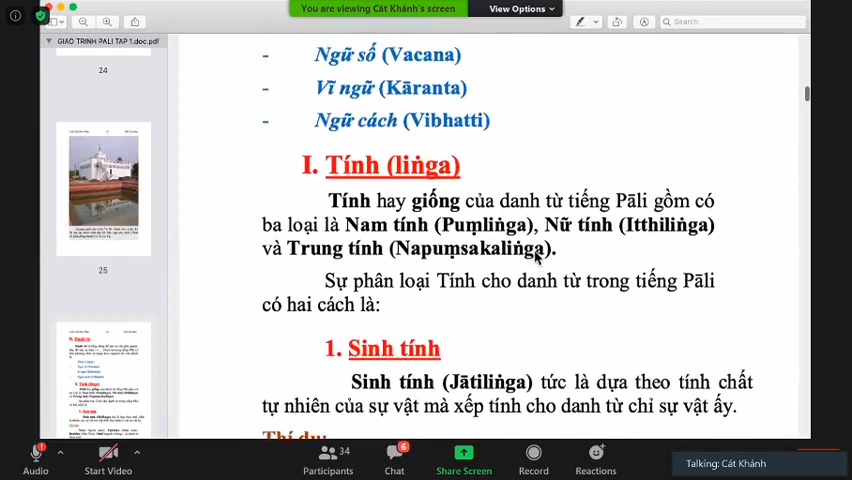 You are viewing Cát Khánh's screen
View Options
Search
GIAO TRINH PALI TAP 1.doc.pdf
24
25
- Ngữ số (Vacana)
- Vĩ ngữ (Kāranta)
- Ngữ cách (Vibhatti)
I. Tính (liṅga)
Tính hay giống của danh từ tiếng Pāli gồm có
ba loại là Nam tính (Puṃliṅga), Nữ tính (Itthiliṅga)
và Trung tính (Napuṃsakaliṅga).
Sự phân loại Tính cho danh từ trong tiếng Pāli
có hai cách là:
1. Sinh tính
Sinh tính (Jātiliṅga) tức là dựa theo tính chất
tự nhiên của sự vật mà xếp tính cho danh từ chỉ sự vật ấy.
Thí dụ:
Audio
Start Video
34
Participants
6
Chat
Share Screen
Record
Reactions
Talking: Cát Khánh